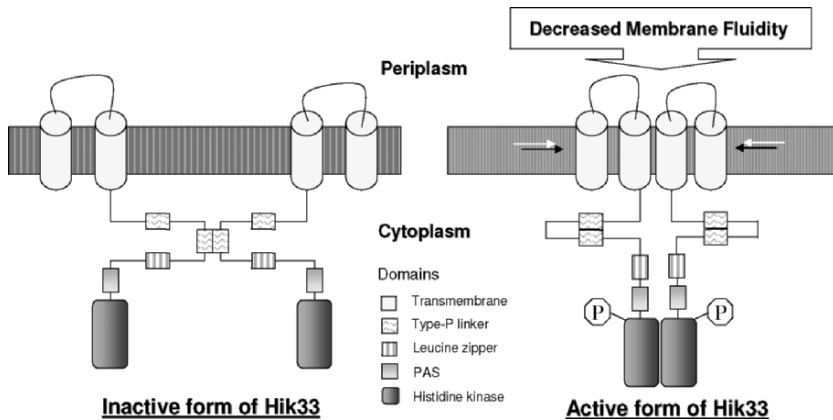 Decreased Membrane Fluidity
Periplasm
Cytoplasm
Domains
Transmembrane
Type-P linker
Leucine zipper
PAS
Histidine kinase
P
P
Inactive form of Hik33
Active form of Hik33